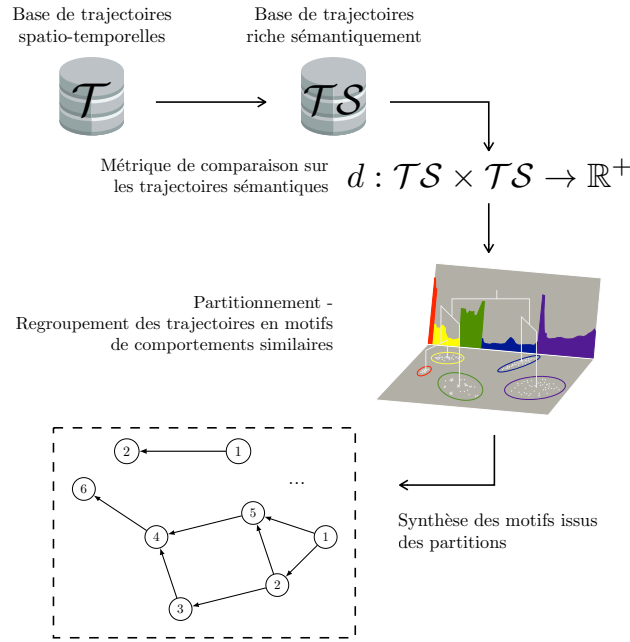 Base de trajectoires
spatio-temporelles
Base de trajectoires
riche sémantiquement
𝒯
𝒯𝒮
Métrique de comparaison sur
les trajectoires sémantiques
d : 𝒯𝒮 × 𝒯𝒮 → ℝ⁺
Partitionnement -
Regroupement des trajectoires en motifs
de comportements similaires
2
1
...
6
5
4
1
2
3
Synthèse des motifs issus
des partitions